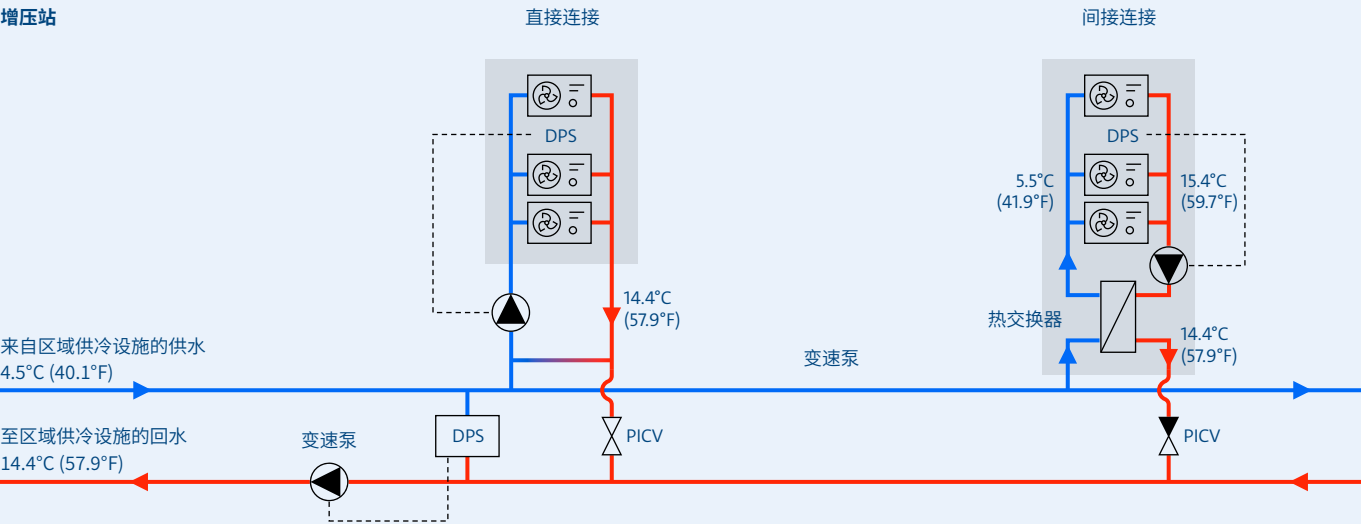 增压站
直接连接
间接连接
DPS
DPS
5.5°C
(41.9°F)
15.4°C
(59.7°F)
14.4°C
(57.9°F)
热交换器
14.4°C
(57.9°F)
来自区域供冷设施的供水
4.5°C (40.1°F)
变速泵
至区域供冷设施的回水
14.4°C (57.9°F)
变速泵
DPS
PICV
PICV